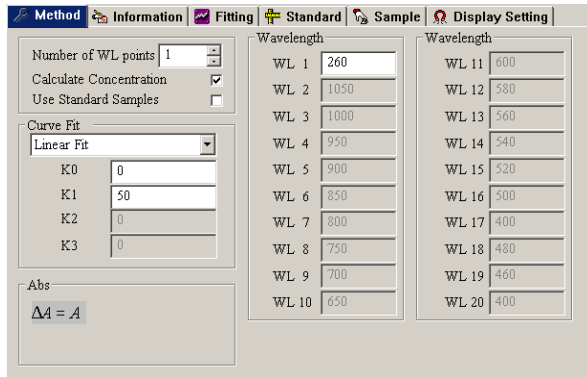 Method Information Fitting Standard Sample Display Setting
Number of WL points 1
Calculate Concentration
Use Standard Samples
Curve Fit
Linear Fit
K0 0
K1 50
K2 0
K3 0
Abs
ΔA = A
Wavelength
WL 1 260
WL 2 1050
WL 3 1000
WL 4 950
WL 5 900
WL 6 850
WL 7 800
WL 8 750
WL 9 700
WL 10 650
Wavelength
WL 11 600
WL 12 580
WL 13 560
WL 14 540
WL 15 520
WL 16 500
WL 17 400
WL 18 480
WL 19 460
WL 20 400